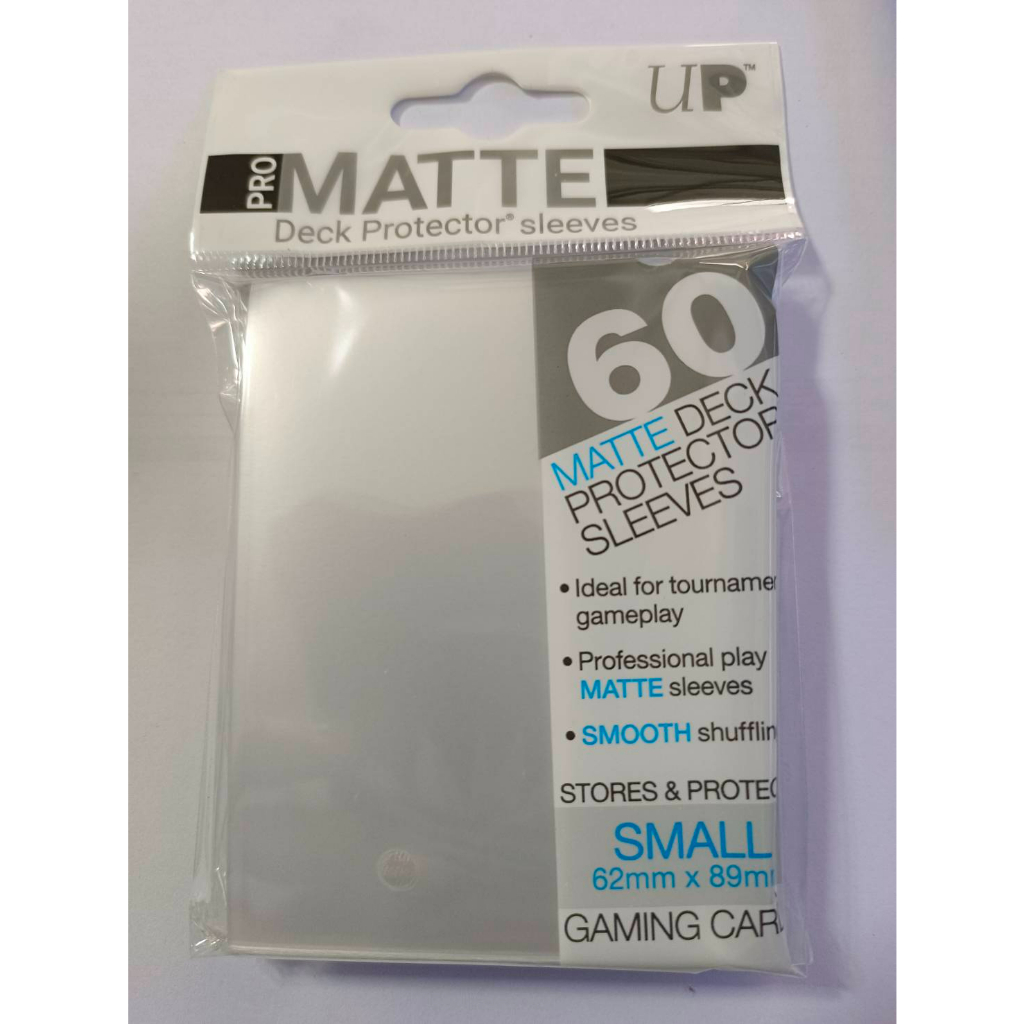 UP™
PRO
MATTE
Deck Protector® sleeves
60
MATTE DECK
PROTECTOR
SLEEVES
• Ideal for tourname
gameplay
• Professional play
MATTE sleeves
• SMOOTH shufflin
STORES & PROTEC
SMALL
62mm x 89m
GAMING CAR